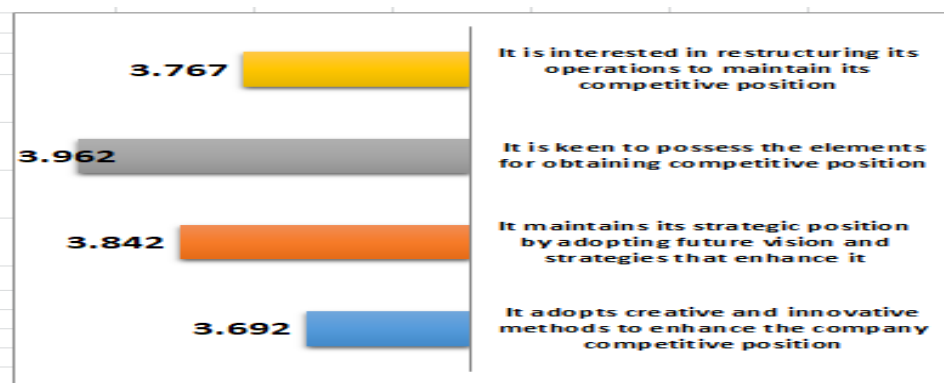 3.767
It is interested in restructuring its
operations to maintain its
competitive position
3.962
It is keen to possess the elements
for obtaining competitive position
3.842
It maintains its strategic position
by adopting future vision and
strategies that enhance it
3.692
It adopts creative and innovative
methods to enhance the company
competitive position